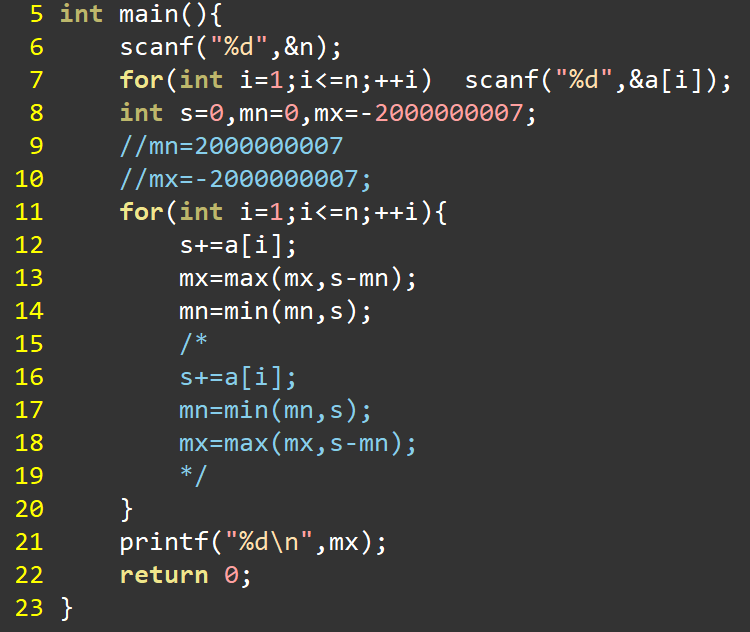 5 int main(){
6 scanf("%d",&n);
7 for(int i=1;i<=n;++i)  scanf("%d",&a[i]);
8 int s=0,mn=0,mx=-2000000007;
9 //mn=2000000007
10 //mx=-2000000007;
11 for(int i=1;i<=n;++i){
12 s+=a[i];
13 mx=max(mx,s-mn);
14 mn=min(mn,s);
15 /*
16 s+=a[i];
17 mn=min(mn,s);
18 mx=max(mx,s-mn);
19 */
20 }
21 printf("%d\n",mx);
22 return 0;
23 }